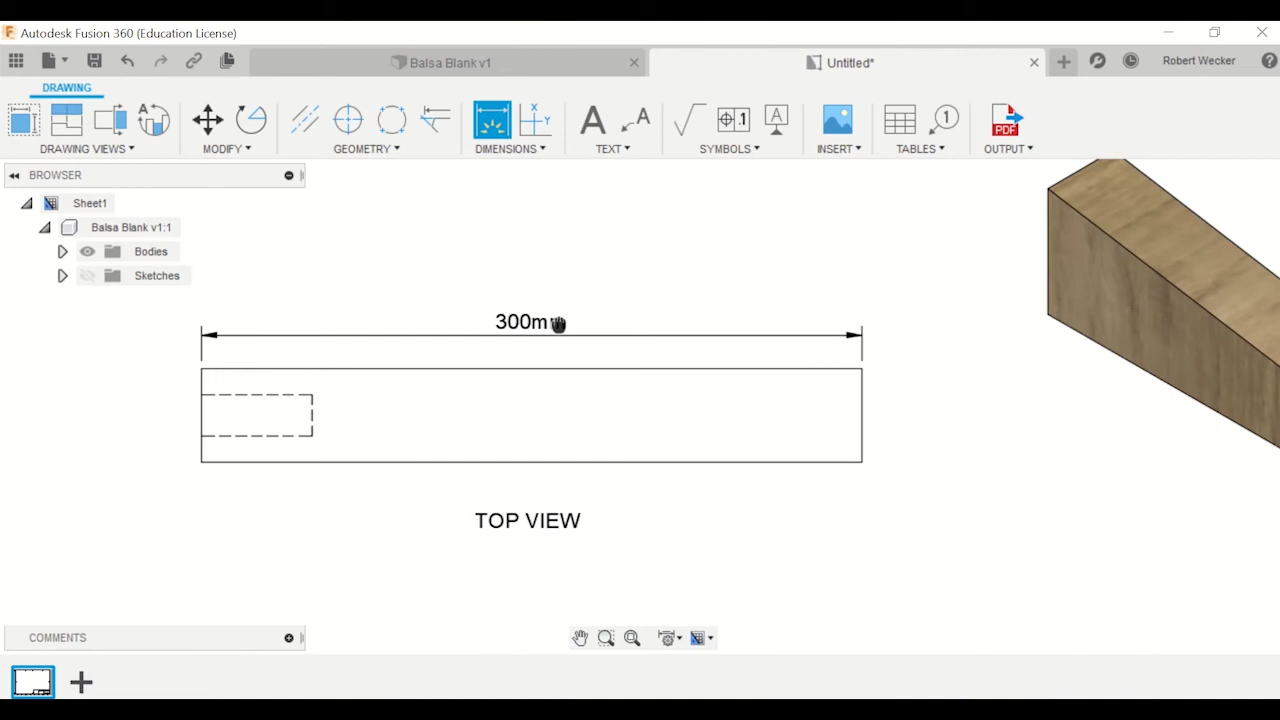 Autodesk Fusion 360 (Education License)
Balsa Blank v1
Untitled*
Robert Wecker
DRAWING
DRAWING VIEWS
MODIFY
GEOMETRY
DIMENSIONS
TEXT
SYMBOLS
INSERT
TABLES
OUTPUT
PDF
BROWSER
Sheet1
Balsa Blank v1:1
Bodies
Sketches
TOP VIEW
COMMENTS